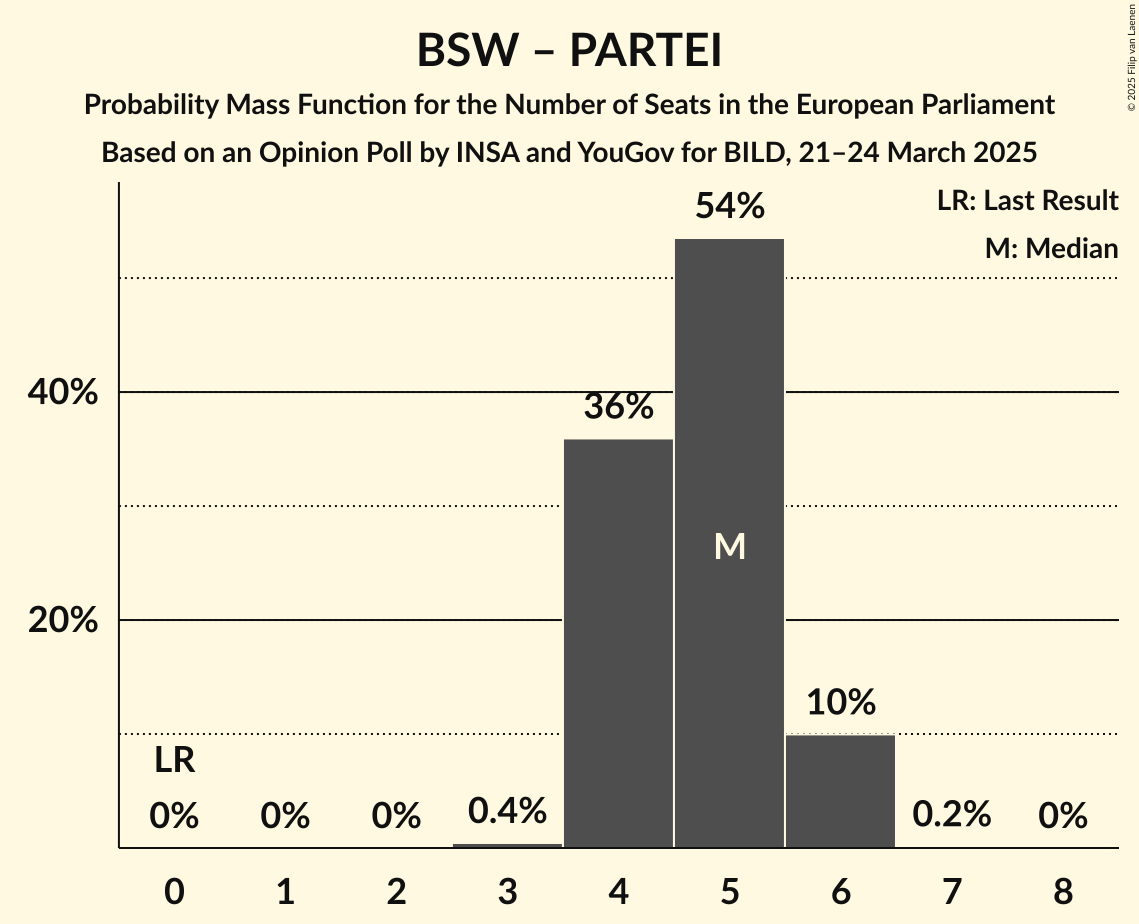 BSW – PARTEI
Probability Mass Function for the Number of Seats in the European Parliament
Based on an Opinion Poll by INSA and YouGov for BILD, 21–24 March 2025
© 2025 Filip van Laenen
LR: Last Result
M: Median
54%
40%
36%
M
20%
10%
LR
0%
0%
0%
0.4%
0.2%
0%
0
1
2
3
4
5
6
7
8